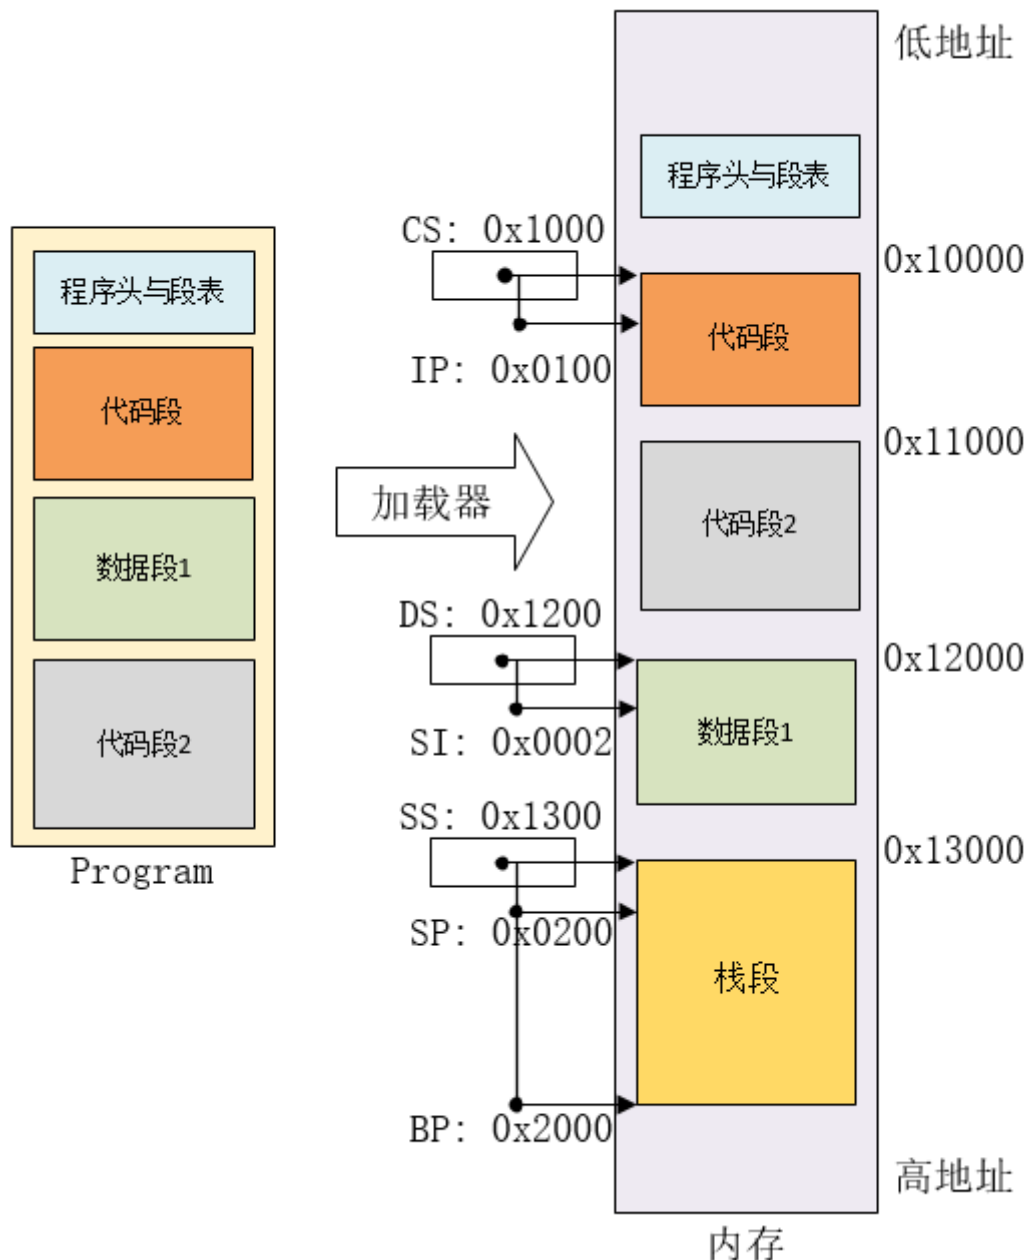 低地址
程序头与段表
CS: 0x1000
0x10000
程序头与段表
代码段
IP: 0x0100
代码段
0x11000
加载器
代码段2
数据段1
DS: 0x1200
0x12000
数据段1
SI: 0x0002
代码段2
SS: 0x1300
0x13000
Program
SP: 0x0200
栈段
BP: 0x2000
高地址
内存